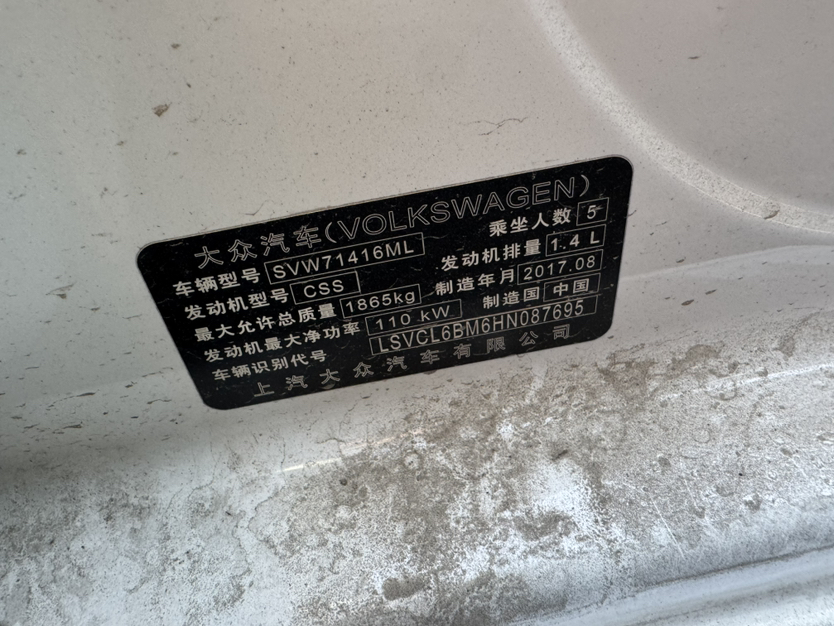 大众汽车(VOLKSWAGEN)
车辆型号 SVW71416ML 乘坐人数 5
发动机型号 CSS 发动机排量 1.4 L
最大允许总质量 1865kg 制造年月 2017.08
发动机最大净功率 110 kW 制造国 中国
车辆识别代号 LSVCL6BM6HN087695
上汽大众汽车有限公司